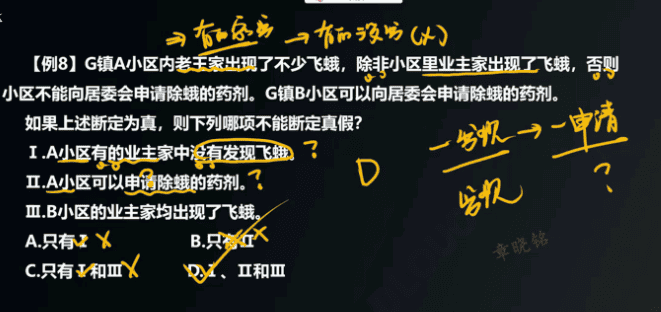 ⇒ 有的家出 → 有的没出(×)
【例8】G镇A小区内老王家出现了不少飞蛾,除非小区里业主家出现了飞蛾,否则
小区不能向居委会申请除蛾的药剂。G镇B小区可以向居委会申请除蛾的药剂。
如果上述断定为真,则下列哪项不能断定真假?
Ⅰ.A小区有的业主家中没有发现飞蛾。?
Ⅱ.A小区可以申请除蛾的药剂。?
Ⅲ.B小区的业主家均出现了飞蛾。
→ 一申请
?
D
A.只有Ⅰ ×
B.只有Ⅱ ×
C.只有Ⅰ和Ⅲ ×
D.Ⅰ、Ⅱ和Ⅲ
章晓铭